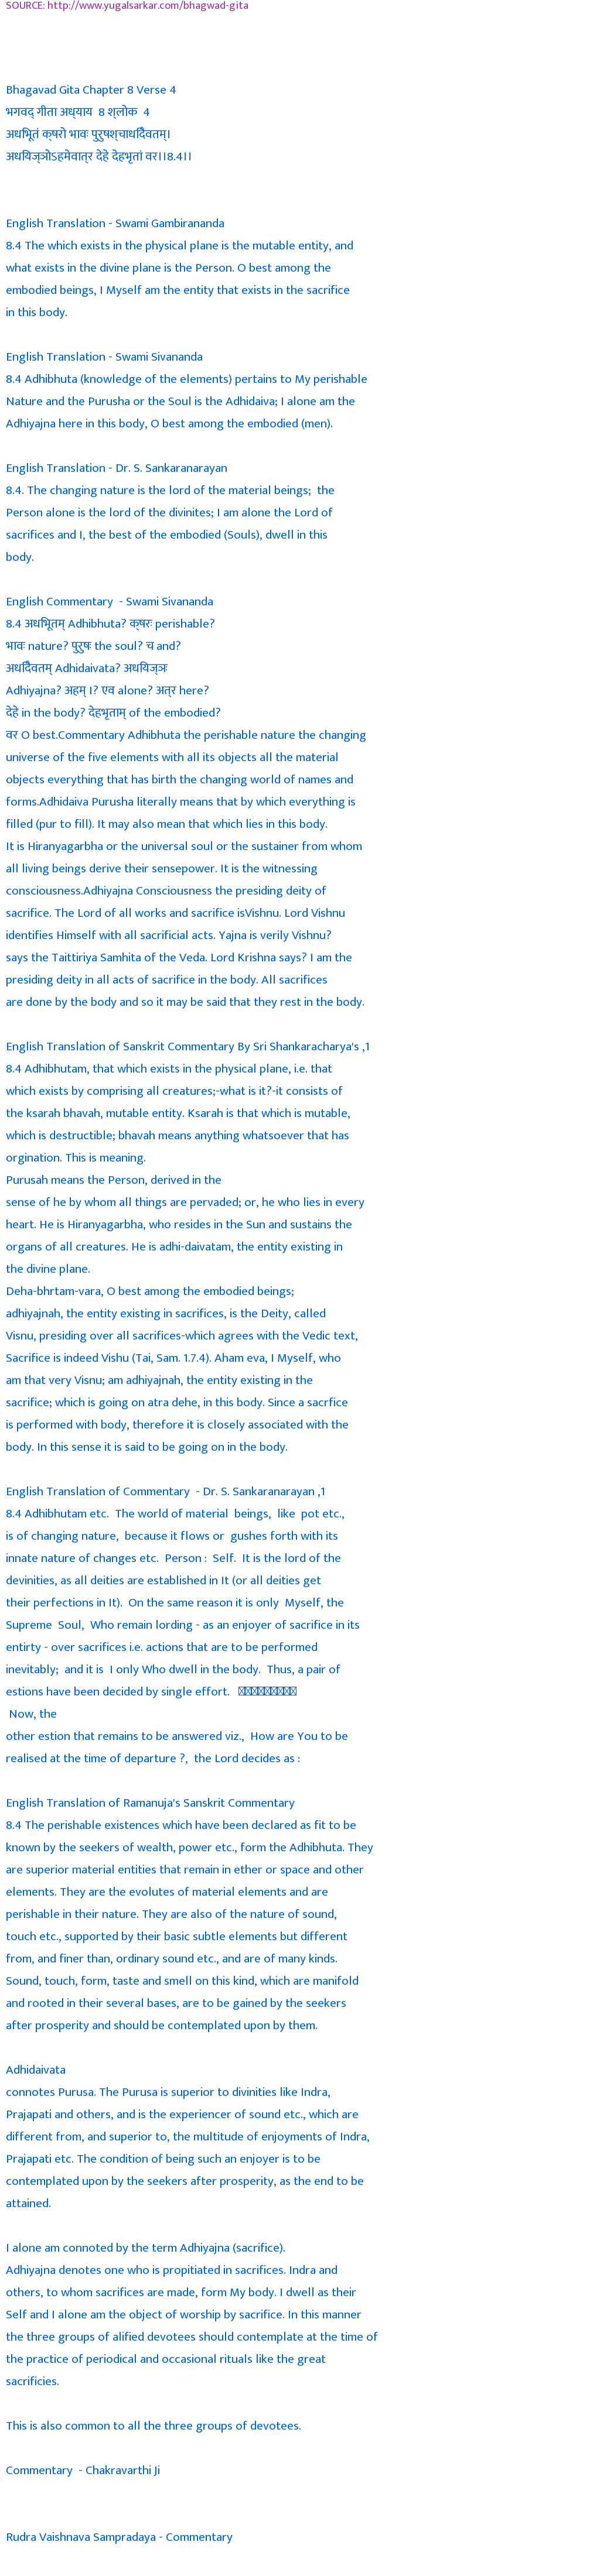 SOURCE: http://www.yugalsarkar.com/bhagwad-gita
Bhagavad Gita Chapter 8 Verse 4
भगवद् गीता अध्याय  8 श्लोक  4
अधिभूतं क्षरो भावः पुरुषश्चाधिदैवतम्।
अधियज्ञोऽहमेवात्र देहे देहभृतां वर।।8.4।।
English Translation - Swami Gambirananda
8.4 The which exists in the physical plane is the mutable entity, and
what exists in the divine plane is the Person. O best among the
embodied beings, I Myself am the entity that exists in the sacrifice
in this body.
English Translation - Swami Sivananda
8.4 Adhibhuta (knowledge of the elements) pertains to My perishable
Nature and the Purusha or the Soul is the Adhidaiva; I alone am the
Adhiyajna here in this body, O best among the embodied (men).
English Translation - Dr. S. Sankaranarayan
8.4. The changing nature is the lord of the material beings;  the
Person alone is the lord of the divinites; I am alone the Lord of
sacrifices and I, the best of the embodied (Souls), dwell in this
body.
English Commentary  - Swami Sivananda
8.4 अधिभूतम् Adhibhuta? क्षरः perishable?
भावः nature? पुरुषः the soul? च and?
अधिदैवतम् Adhidaivata? अधियज्ञः
Adhiyajna? अहम् I? एव alone? अत्र here?
देहे in the body? देहभृताम् of the embodied?
वर O best.Commentary Adhibhuta the perishable nature the changing
universe of the five elements with all its objects all the material
objects everything that has birth the changing world of names and
forms.Adhidaiva Purusha literally means that by which everything is
filled (pur to fill). It may also mean that which lies in this body.
It is Hiranyagarbha or the universal soul or the sustainer from whom
all living beings derive their sensepower. It is the witnessing
consciousness.Adhiyajna Consciousness the presiding deity of
sacrifice. The Lord of all works and sacrifice isVishnu. Lord Vishnu
identifies Himself with all sacrificial acts. Yajna is verily Vishnu?
says the Taittiriya Samhita of the Veda. Lord Krishna says? I am the
presiding deity in all acts of sacrifice in the body. All sacrifices
are done by the body and so it may be said that they rest in the body.
English Translation of Sanskrit Commentary By Sri Shankaracharya's ,1
8.4 Adhibhutam, that which exists in the physical plane, i.e. that
which exists by comprising all creatures;-what is it?-it consists of
the ksarah bhavah, mutable entity. Ksarah is that which is mutable,
which is destructible; bhavah means anything whatsoever that has
orgination. This is meaning.
Purusah means the Person, derived in the
sense of he by whom all things are pervaded; or, he who lies in every
heart. He is Hiranyagarbha, who resides in the Sun and sustains the
organs of all creatures. He is adhi-daivatam, the entity existing in
the divine plane.
Deha-bhrtam-vara, O best among the embodied beings;
adhiyajnah, the entity existing in sacrifices, is the Deity, called
Visnu, presiding over all sacrifices-which agrees with the Vedic text,
Sacrifice is indeed Vishu (Tai, Sam. 1.7.4). Aham eva, I Myself, who
am that very Visnu; am adhiyajnah, the entity existing in the
sacrifice; which is going on atra dehe, in this body. Since a sacrfice
is performed with body, therefore it is closely associated with the
body. In this sense it is said to be going on in the body.
English Translation of Commentary  - Dr. S. Sankaranarayan ,1
8.4 Adhibhutam etc.  The world of material  beings,  like  pot etc.,
is of changing nature,  because it flows or  gushes forth with its
innate nature of changes etc.  Person :  Self.  It is the lord of the
devinities, as all deities are established in It (or all deities get
their perfections in It).  On the same reason it is only  Myself, the
Supreme  Soul,  Who remain lording - as an enjoyer of sacrifice in its
entirty - over sacrifices i.e. actions that are to be performed
inevitably;  and it is  I only Who dwell in the body.  Thus, a pair of
estions have been decided by single effort.
Now, the
other estion that remains to be answered viz.,  How are You to be
realised at the time of departure ?,  the Lord decides as :
English Translation of Ramanuja's Sanskrit Commentary
8.4 The perishable existences which have been declared as fit to be
known by the seekers of wealth, power etc., form the Adhibhuta. They
are superior material entities that remain in ether or space and other
elements. They are the evolutes of material elements and are
perishable in their nature. They are also of the nature of sound,
touch etc., supported by their basic subtle elements but different
from, and finer than, ordinary sound etc., and are of many kinds.
Sound, touch, form, taste and smell on this kind, which are manifold
and rooted in their several bases, are to be gained by the seekers
after prosperity and should be contemplated upon by them.
Adhidaivata
connotes Purusa. The Purusa is superior to divinities like Indra,
Prajapati and others, and is the experiencer of sound etc., which are
different from, and superior to, the multitude of enjoyments of Indra,
Prajapati etc. The condition of being such an enjoyer is to be
contemplated upon by the seekers after prosperity, as the end to be
attained.
I alone am connoted by the term Adhiyajna (sacrifice).
Adhiyajna denotes one who is propitiated in sacrifices. Indra and
others, to whom sacrifices are made, form My body. I dwell as their
Self and I alone am the object of worship by sacrifice. In this manner
the three groups of alified devotees should contemplate at the time of
the practice of periodical and occasional rituals like the great
sacrificies.
This is also common to all the three groups of devotees.
Commentary  - Chakravarthi Ji
Rudra Vaishnava Sampradaya - Commentary